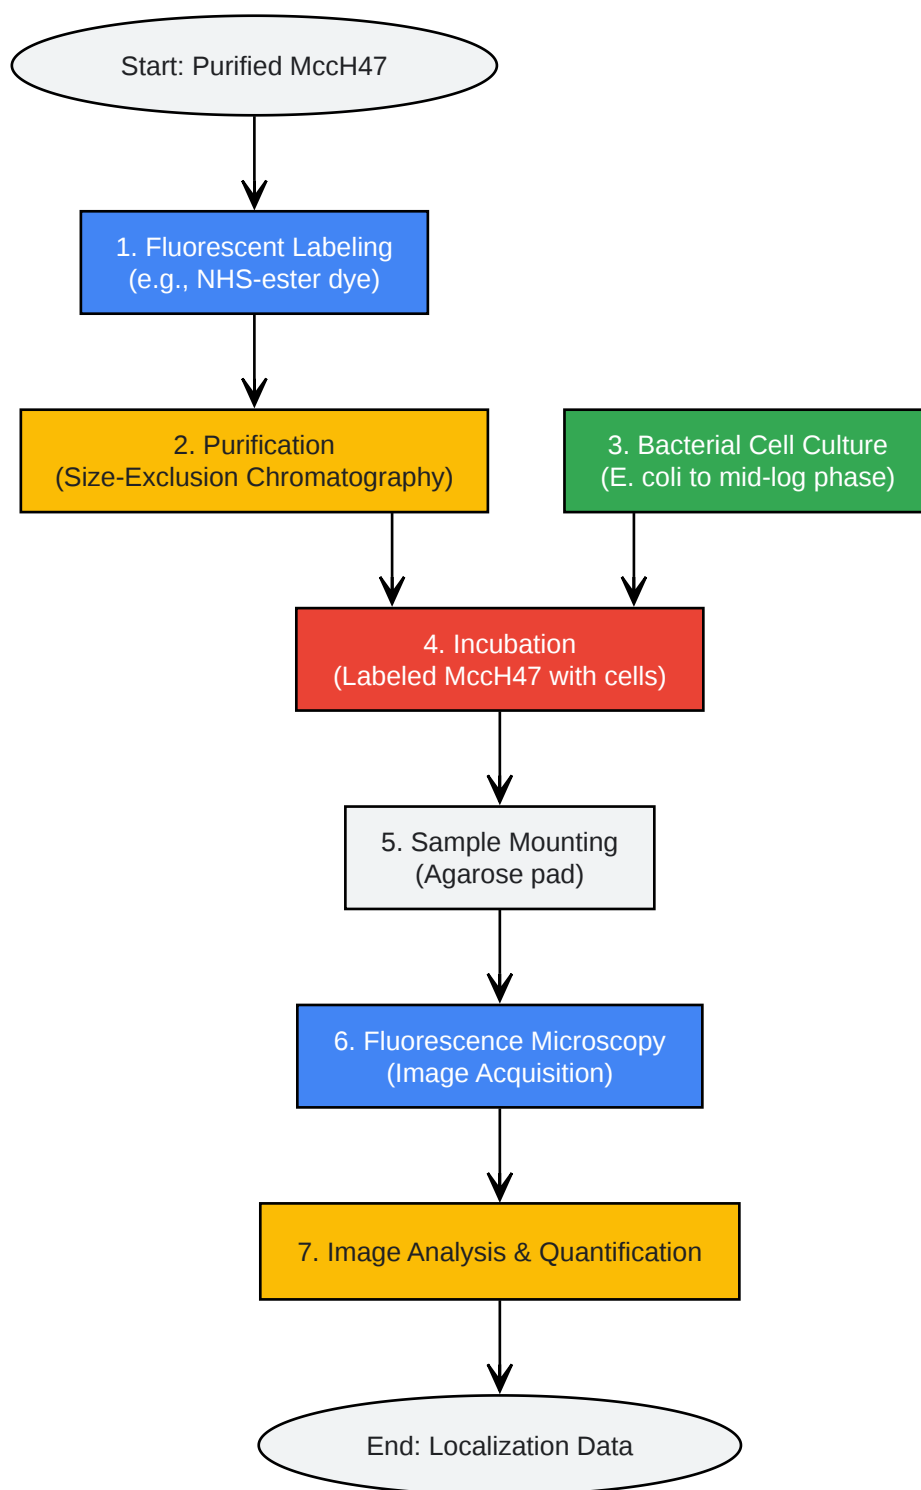 Start: Purified MccH47
1. Fluorescent Labeling
(e.g., NHS-ester dye)
2. Purification
(Size-Exclusion Chromatography)
3. Bacterial Cell Culture
(E. coli to mid-log phase)
4. Incubation
(Labeled MccH47 with cells)
5. Sample Mounting
(Agarose pad)
6. Fluorescence Microscopy
(Image Acquisition)
7. Image Analysis & Quantification
End: Localization Data